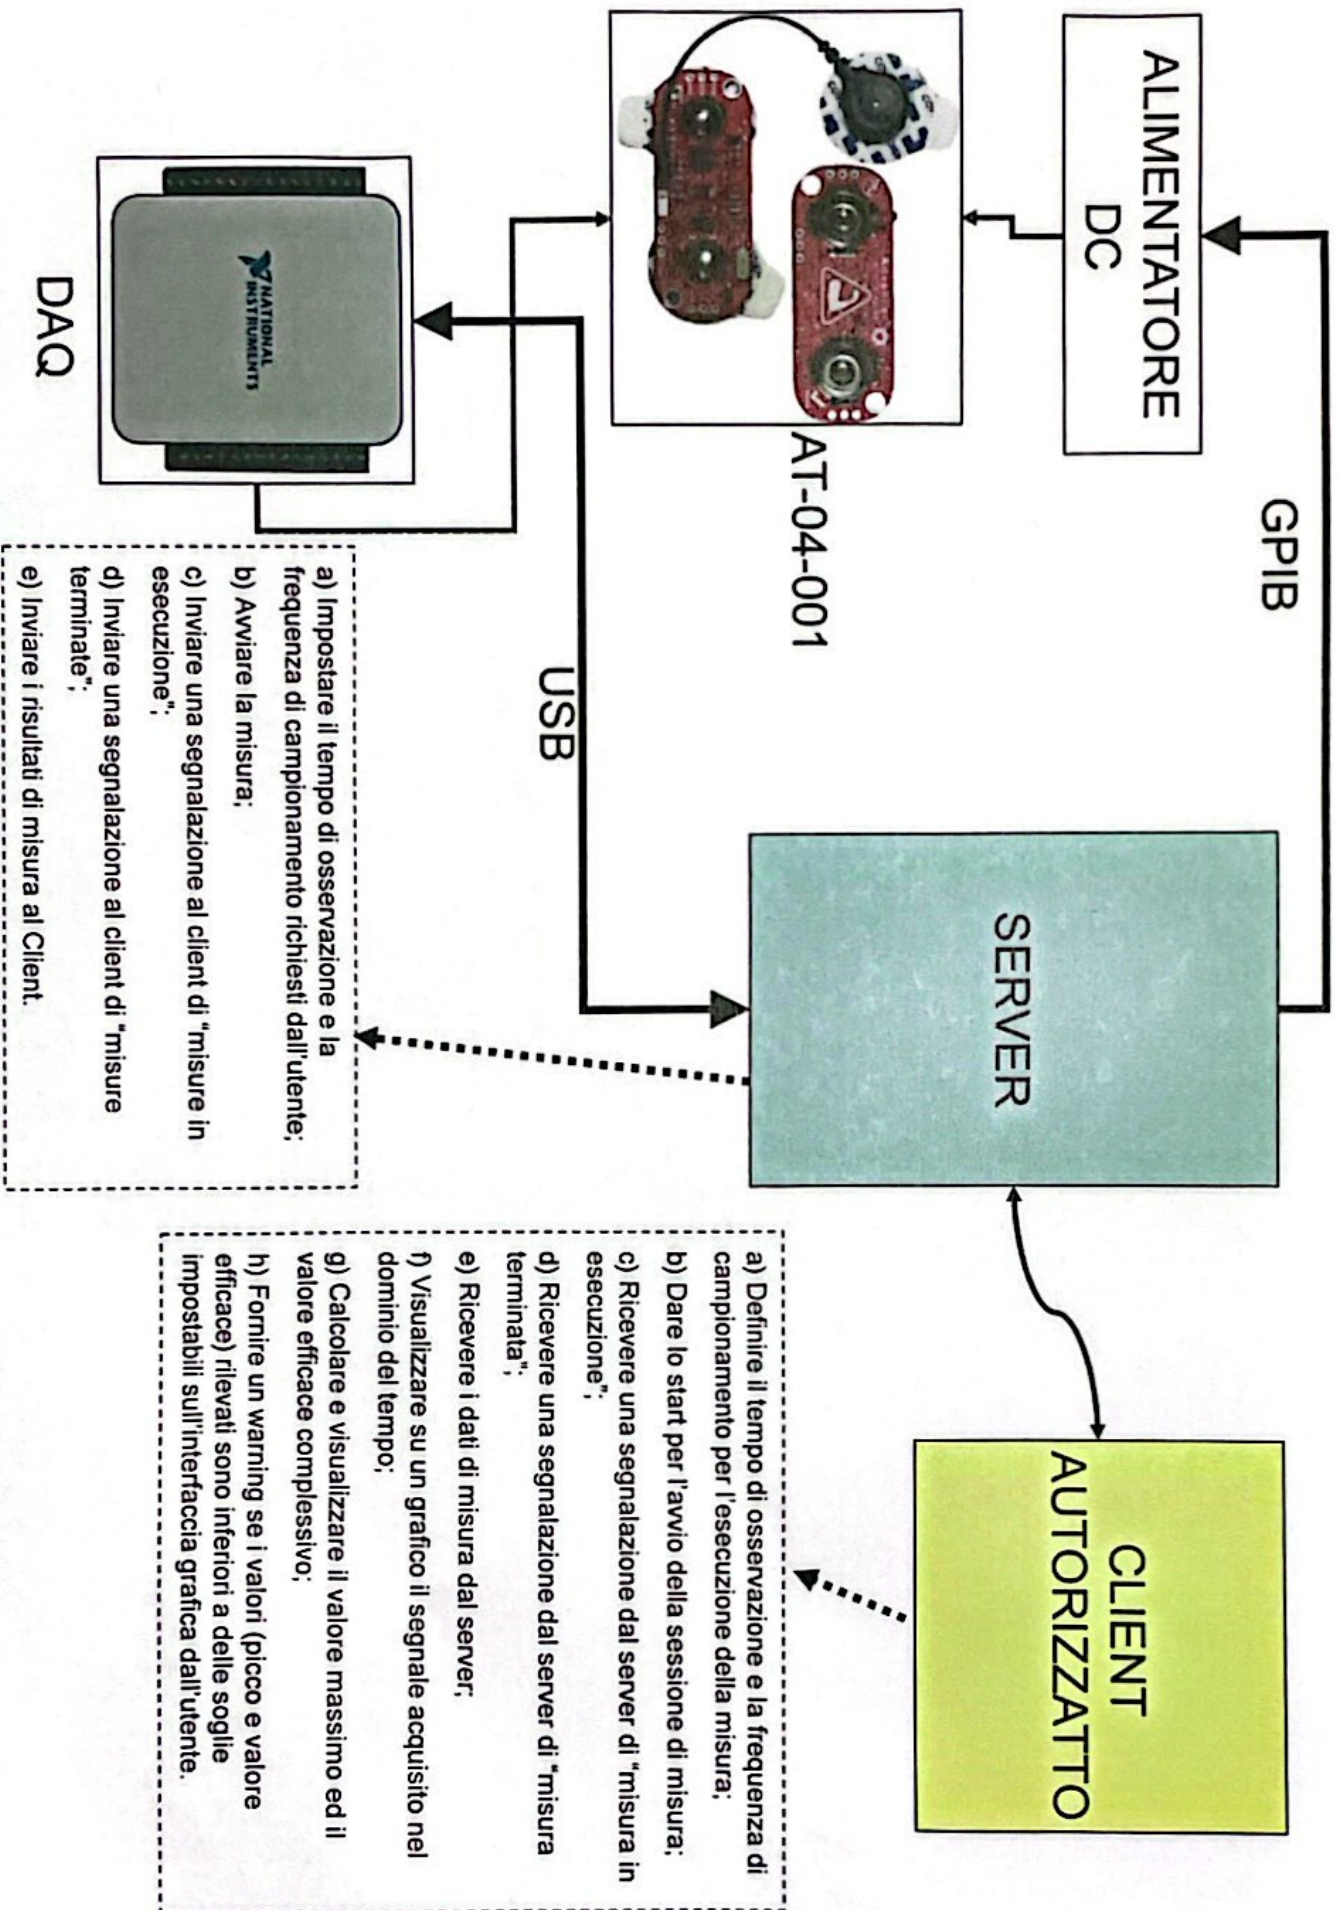 GPIB
ALIMENTATORE
DC
AT-04-001
SERVER
CLIENT
AUTORIZZATTO
USB
NATIONAL
INSTRUMENTS
DAQ
a) Impostare il tempo di osservazione e la
frequenza di campionamento richiesti dall'utente;
b) Avviare la misura;
c) Inviare una segnalazione al client di "misure in
esecuzione";
d) Inviare una segnalazione al client di "misure
terminate";
e) Inviare i risultati di misura al Client.
a) Definire il tempo di osservazione e la frequenza di
campionamento per l'esecuzione della misura;
b) Dare lo start per l'avvio della sessione di misura;
c) Ricevere una segnalazione dal server di "misura in
esecuzione";
d) Ricevere una segnalazione dal server di "misura
terminata";
e) Ricevere i dati di misura dal server;
f) Visualizzare su un grafico il segnale acquisito nel
dominio del tempo;
g) Calcolare e visualizzare il valore massimo ed il
valore efficace complessivo;
h) Fornire un warning se i valori (picco e valore
efficace) rilevati sono inferiori a delle soglie
impostabili sull'interfaccia grafica dall'utente.